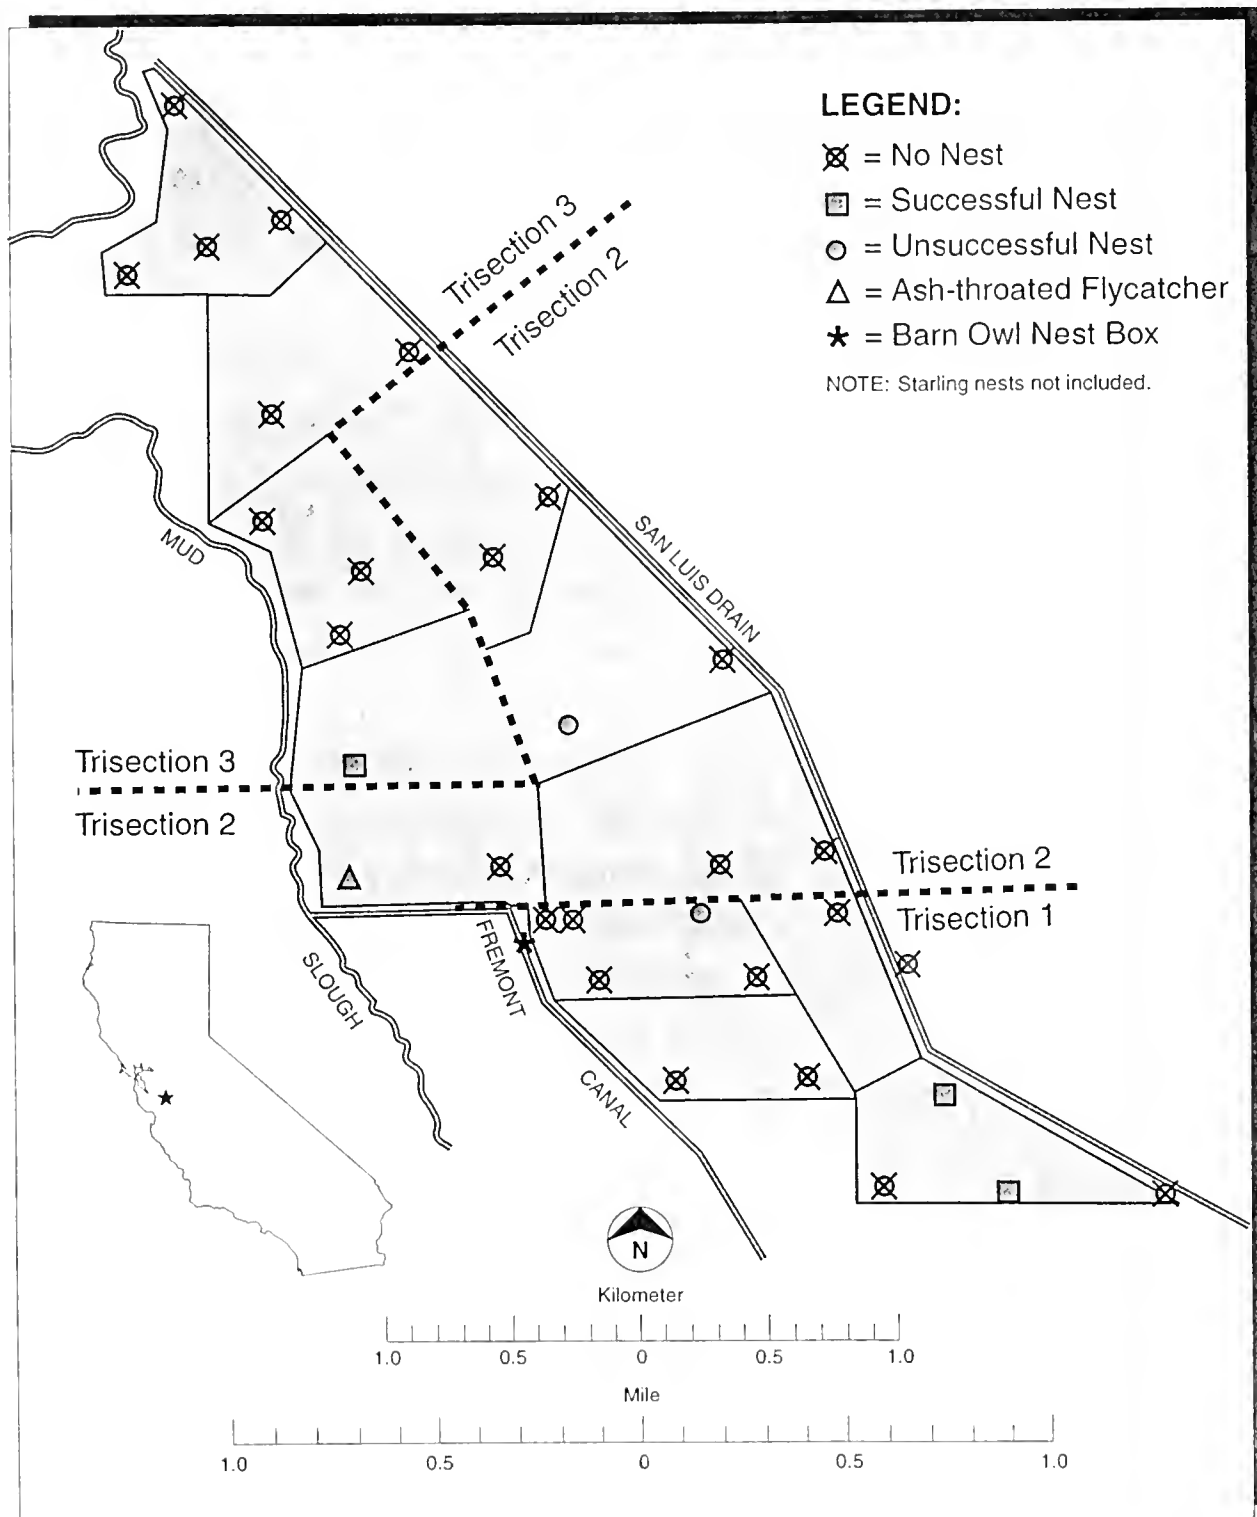 LEGEND:
= No Nest
= Successful Nest
= Unsuccessful Nest
= Ash-throated Flycatcher
= Barn Owl Nest Box
NOTE: Starling nests not included.
Trisection 3
Trisection 2
MUD
SAN LUIS DRAIN
Trisection 3
Trisection 2
Trisection 2
Trisection 1
SLOUGH
FREMONT
CANAL
N
Kilometer
1.0 0.5 0 0.5 1.0
Mile
1.0 0.5 0 0.5 1.0